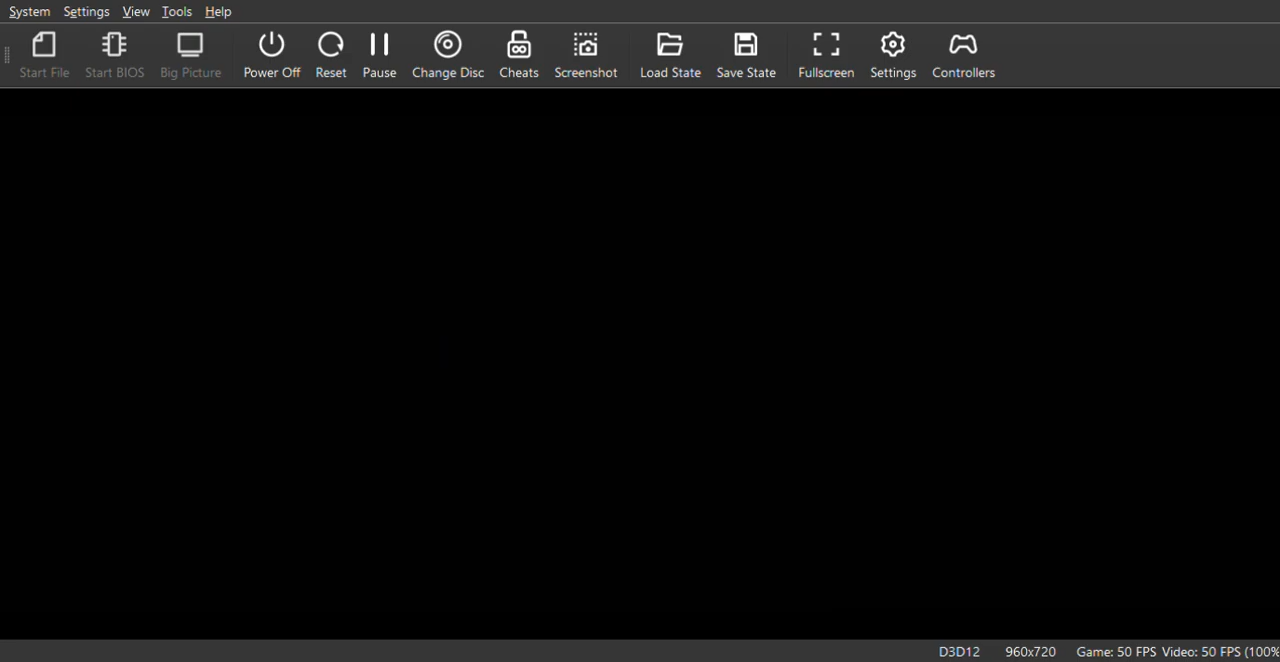 System Settings View Tools Help
Start File Start BIOS Big Picture Power Off Reset Pause Change Disc Cheats Screenshot Load State Save State Fullscreen Settings Controllers
D3D12 960x720 Game: 50 FPS Video: 50 FPS (100%